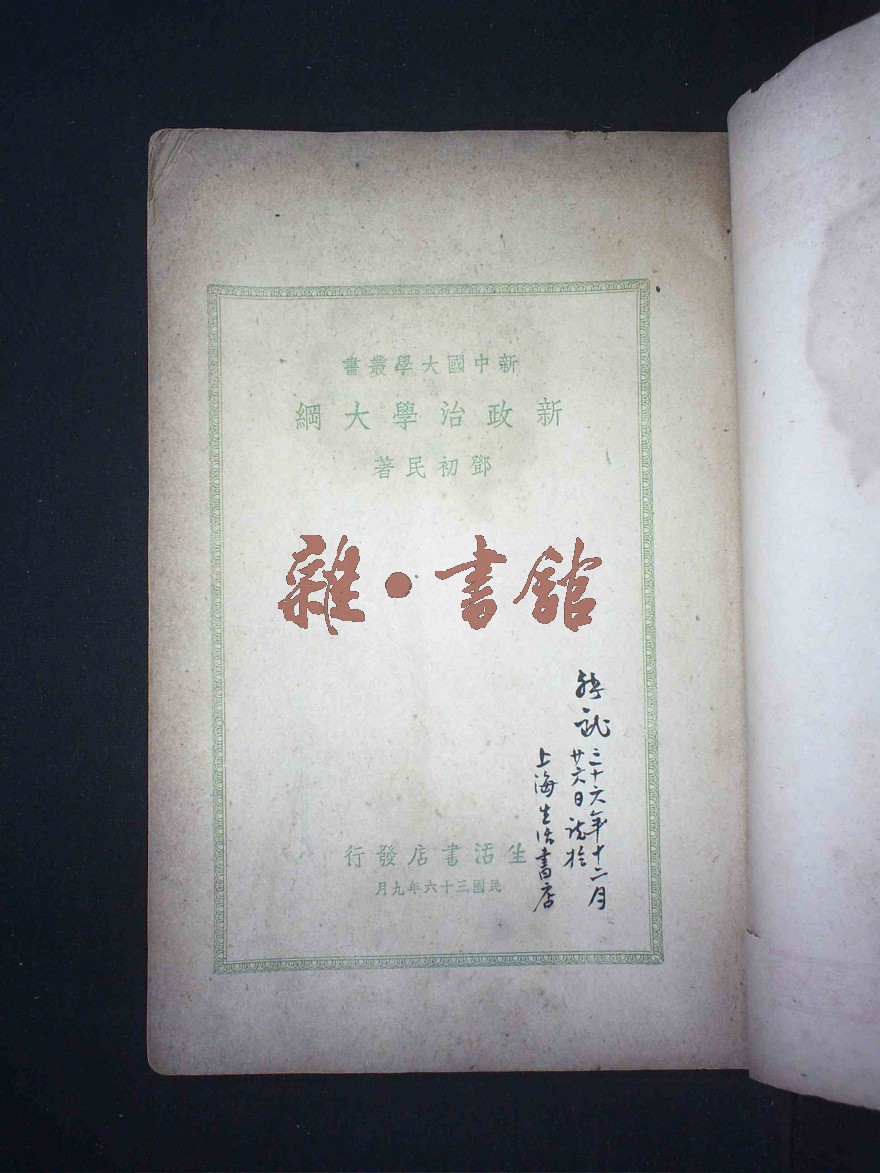 新中國大學叢書
新政治學大綱
鄧初民著
雜·書館
三十六年十二月
廿六日誌於
上海生活書店
生活書店發行
民國三十六年九月